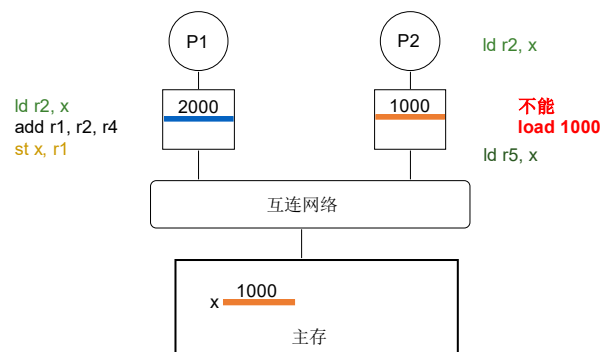 P1
P2
ld r2, x
ld r2, x
add r1, r2, r4
st x, r1
2000
1000
不能
load 1000
ld r5, x
互连网络
1000
x
主存